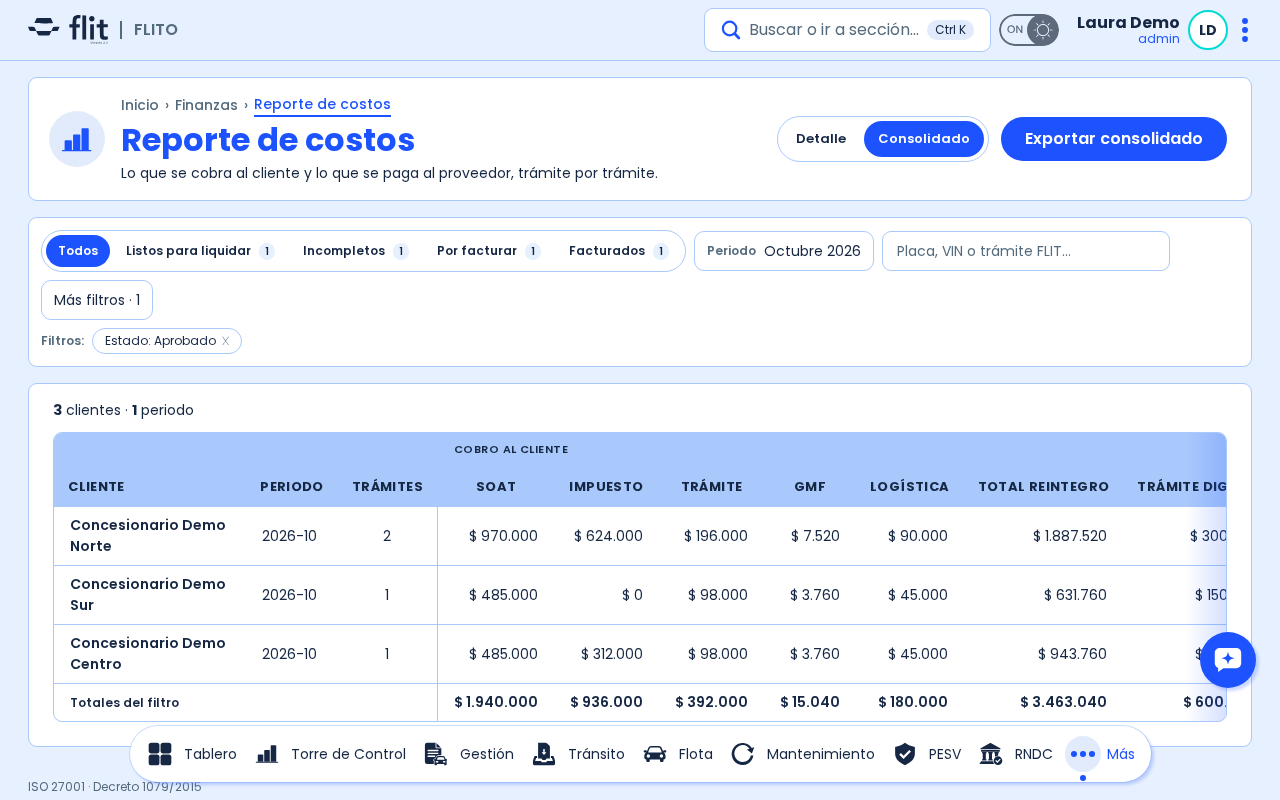 flit | FLITO
Buscar o ir a sección... Ctrl K
ON
Laura Demo
admin
LD
Inicio › Finanzas › Reporte de costos
Reporte de costos
Lo que se cobra al cliente y lo que se paga al proveedor, trámite por trámite.
Detalle Consolidado
Exportar consolidado
Todos Listos para liquidar 1 Incompletos 1 Por facturar 1 Facturados 1
Periodo Octubre 2026
Placa, VIN o trámite FLIT...
Más filtros · 1
Filtros: Estado: Aprobado X
3 clientes · 1 periodo
COBRO AL CLIENTE
CLIENTE PERIODO TRÁMITES SOAT IMPUESTO TRÁMITE GMF LOGÍSTICA TOTAL REINTEGRO TRÁMITE DIG
Concesionario Demo Norte 2026-10 2 $ 970.000 $ 624.000 $ 196.000 $ 7.520 $ 90.000 $ 1.887.520 $ 300
Concesionario Demo Sur 2026-10 1 $ 485.000 $ 0 $ 98.000 $ 3.760 $ 45.000 $ 631.760 $ 150
Concesionario Demo Centro 2026-10 1 $ 485.000 $ 312.000 $ 98.000 $ 3.760 $ 45.000 $ 943.760 $
Totales del filtro $ 1.940.000 $ 936.000 $ 392.000 $ 15.040 $ 180.000 $ 3.463.040 $ 600.
Tablero Torre de Control Gestión Tránsito Flota Mantenimiento PESV RNDC Más
ISO 27001 · Decreto 1079/2015